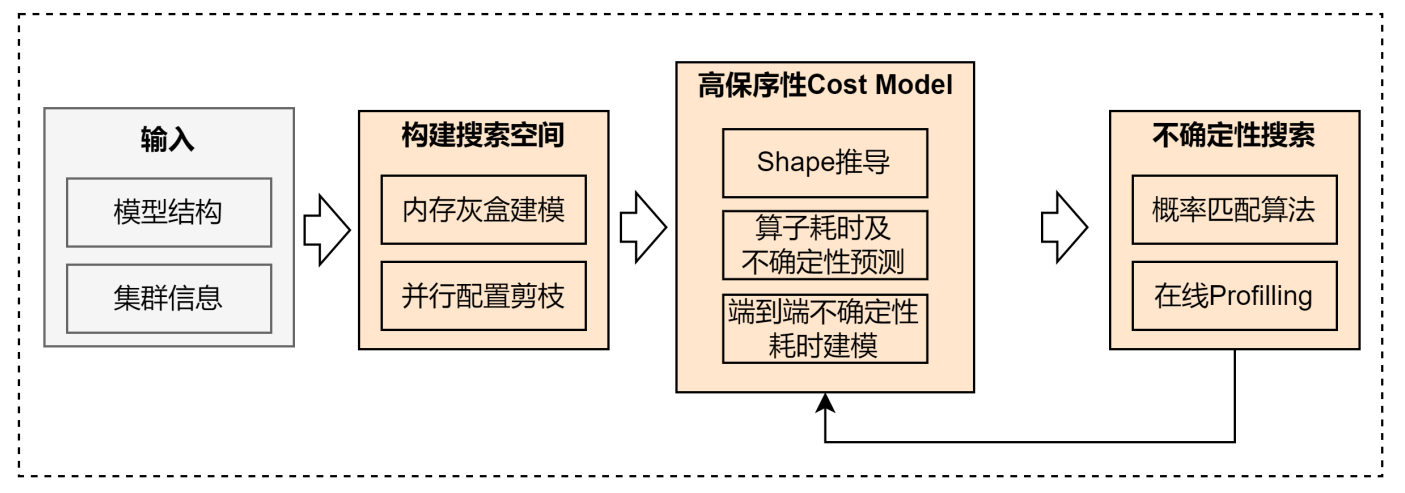 输入
模型结构
集群信息
构建搜索空间
内存灰盒建模
并行配置剪枝
高保序性Cost Model
Shape推导
算子耗时及
不确定性预测
端到端不确定性
耗时建模
不确定性搜索
概率匹配算法
在线Profilling